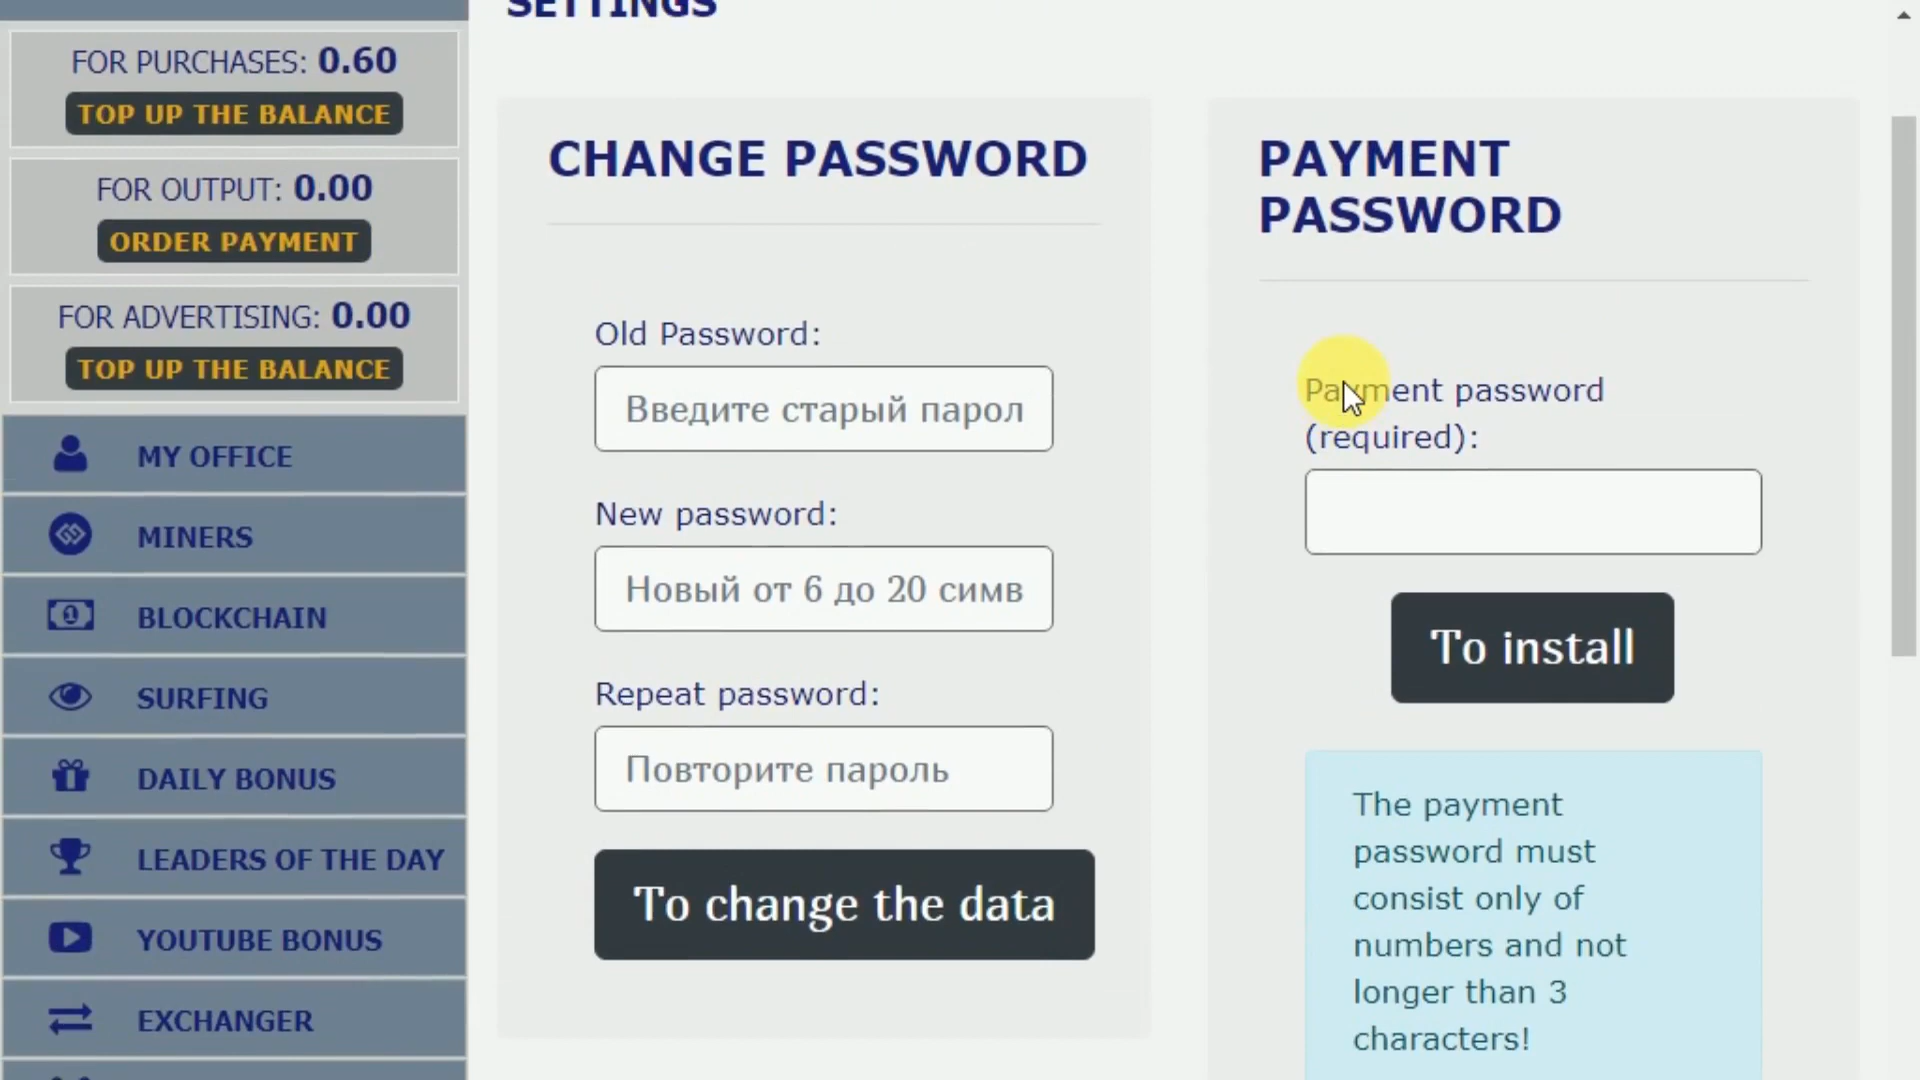 SETTINGS
FOR PURCHASES: 0.60
TOP UP THE BALANCE
FOR OUTPUT: 0.00
ORDER PAYMENT
FOR ADVERTISING: 0.00
TOP UP THE BALANCE
MY OFFICE
MINERS
BLOCKCHAIN
SURFING
DAILY BONUS
LEADERS OF THE DAY
YOUTUBE BONUS
EXCHANGER
CHANGE PASSWORD
Old Password:
Введите старый парол
New password:
Новый от 6 до 20 симв
Repeat password:
Повторите пароль
To change the data
PAYMENT
PASSWORD
Payment password
(required):
To install
The payment
password must
consist only of
numbers and not
longer than 3
characters!